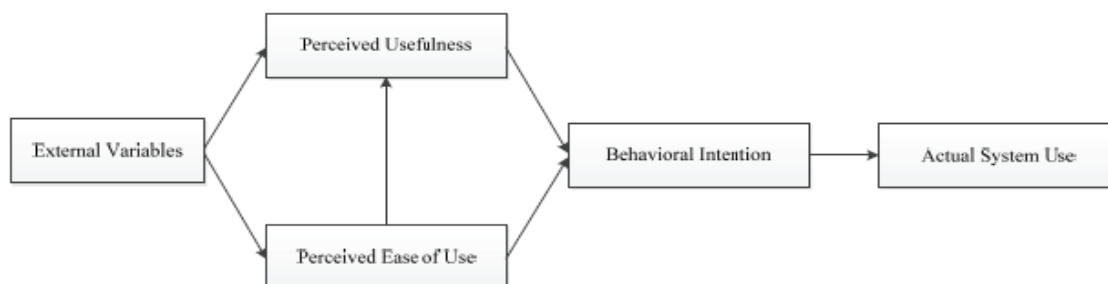 Perceived Usefulness
External Variables
Behavioral Intention
Actual System Use
Perceived Ease of Use